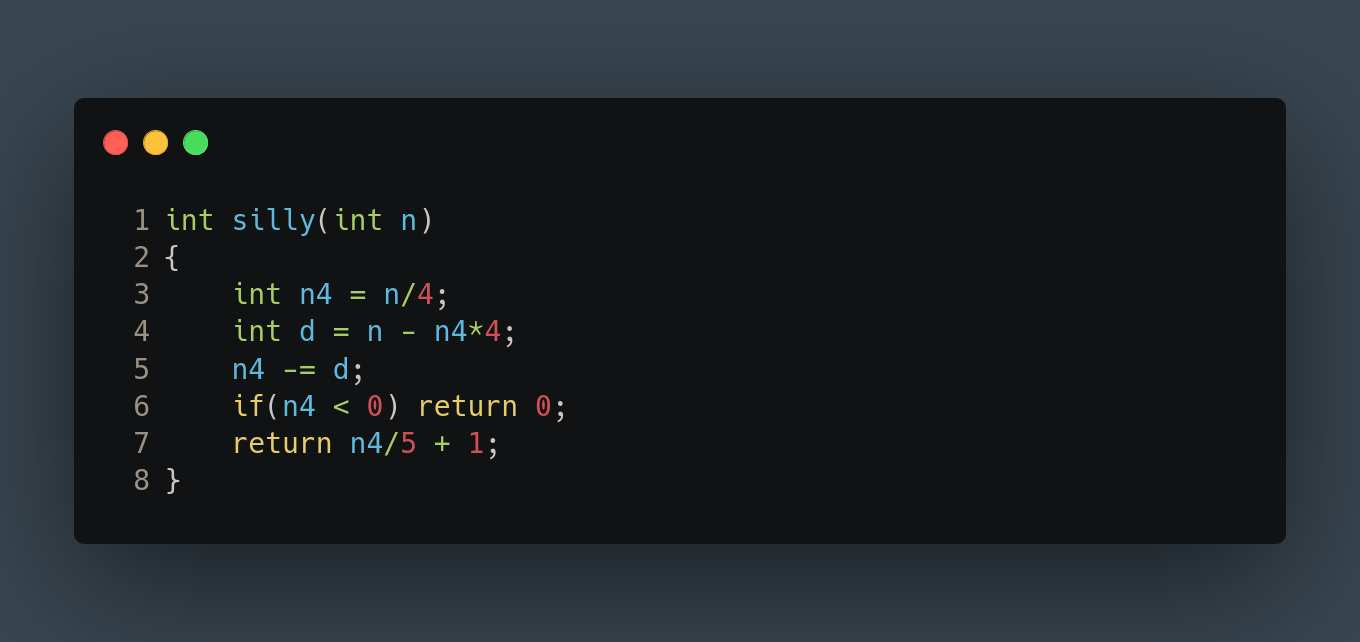 1 int silly(int n)
2 {
3     int n4 = n/4;
4     int d = n - n4*4;
5     n4 -= d;
6     if(n4 < 0) return 0;
7     return n4/5 + 1;
8 }